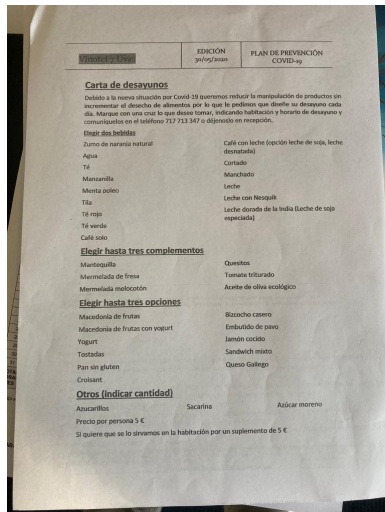 EDICIÓN
30/05/2020
PLAN DE PREVENCIÓN
COVID-19
Carta de desayunos
Debido a la nueva situación por Covid-19 queremos reducir la manipulación de productos sin
incrementar el desecho de alimentos por lo que le pedimos que diseñe su desayuno cada
día. Marque con una cruz lo que desee tomar, indicando habitación y horario de desayuno y
comuníquelos en el teléfono 717 713 347 o déjenoslo en recepción.
Elegir dos bebidas
Zumo de naranja natural
Agua
Té
Manzanilla
Menta poleo
Tila
Té rojo
Té verde
Café solo
Café con leche (opción leche de soja, leche
desnatada)
Cortado
Manchado
Leche
Leche con Nesquik
Leche dorada de la India (Leche de soja
especiada)
Elegir hasta tres complementos
Mantequilla
Mermelada de fresa
Mermelada melocotón
Quesitos
Tomate triturado
Aceite de oliva ecológico
Elegir hasta tres opciones
Macedonia de frutas
Macedonia de frutas con yogurt
Yogurt
Tostadas
Pan sin gluten
Croisant
Bizcocho casero
Embutido de pavo
Jamón cocido
Sandwich mixto
Queso Gallego
Otros (indicar cantidad)
Azucarillos
Sacarina
Azúcar moreno
Precio por persona 5 €
Si quiere que se lo sirvamos en la habitación por un suplemento de 5 €